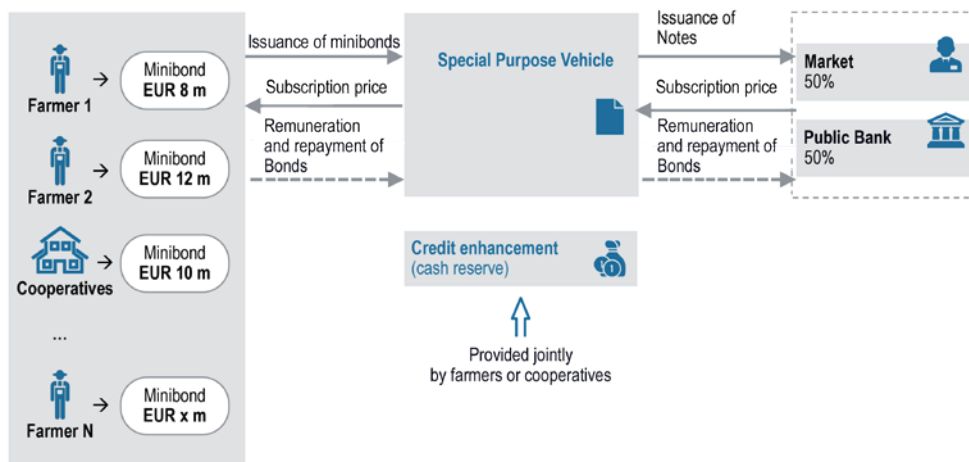 Farmer 1
Minibond
EUR 8 m
Farmer 2
Minibond
EUR 12 m
Cooperatives
Minibond
EUR 10 m
...
Farmer N
Minibond
EUR x m
Issuance of minibonds
Subscription price
Remuneration
and repayment of
Bonds
Special Purpose Vehicle
Credit enhancement
(cash reserve)
1
Provided jointly
by farmers or cooperatives
Issuance of
Notes
Subscription price
Remuneration
and repayment of
Bonds
Market
50%
Public Bank
50%